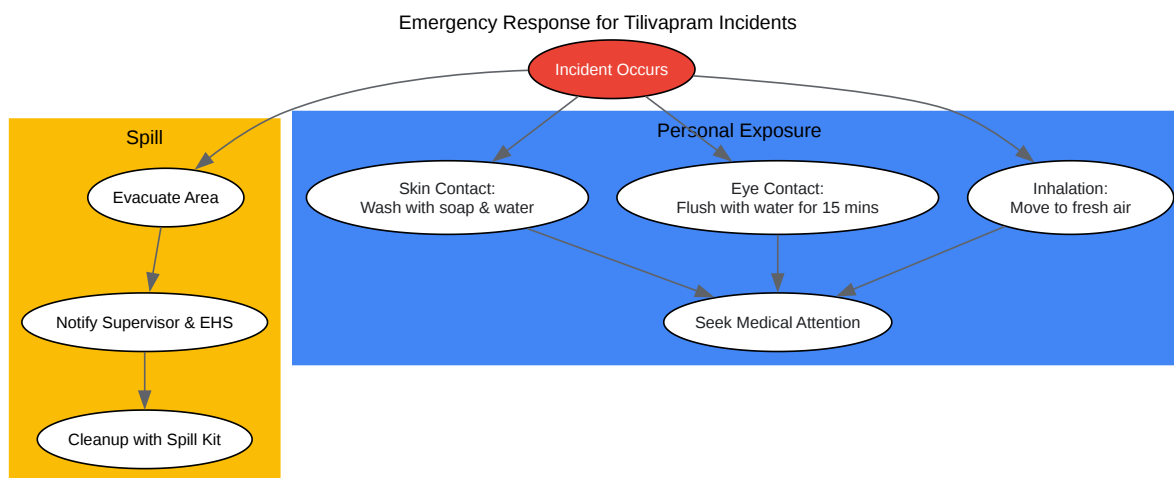 Emergency Response for Tilivapram Incidents
Incident Occurs
Spill
Evacuate Area
Notify Supervisor & EHS
Cleanup with Spill Kit
Personal Exposure
Skin Contact:
Wash with soap & water
Eye Contact:
Flush with water for 15 mins
Inhalation:
Move to fresh air
Seek Medical Attention